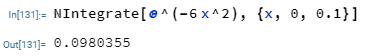 In[131]:= NIntegrate[ⅇ^(-6 x^2), {x, 0, 0.1}]
Out[131]= 0.0980355